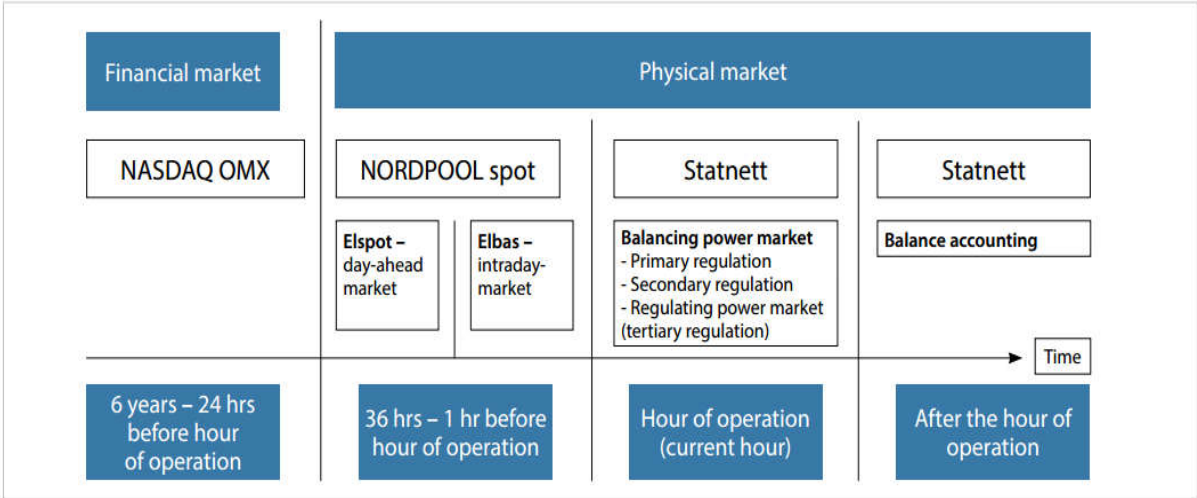 Financial market
Physical market
NASDAQ OMX
NORDPOOL spot
Statnett
Statnett
Elspot –
day-ahead
market
Elbas –
intraday-
market
Balancing power market
- Primary regulation
- Secondary regulation
- Regulating power market
(tertiary regulation)
Balance accounting
Time
6 years – 24 hrs
before hour
of operation
36 hrs – 1 hr before
hour of operation
Hour of operation
(current hour)
After the hour of
operation